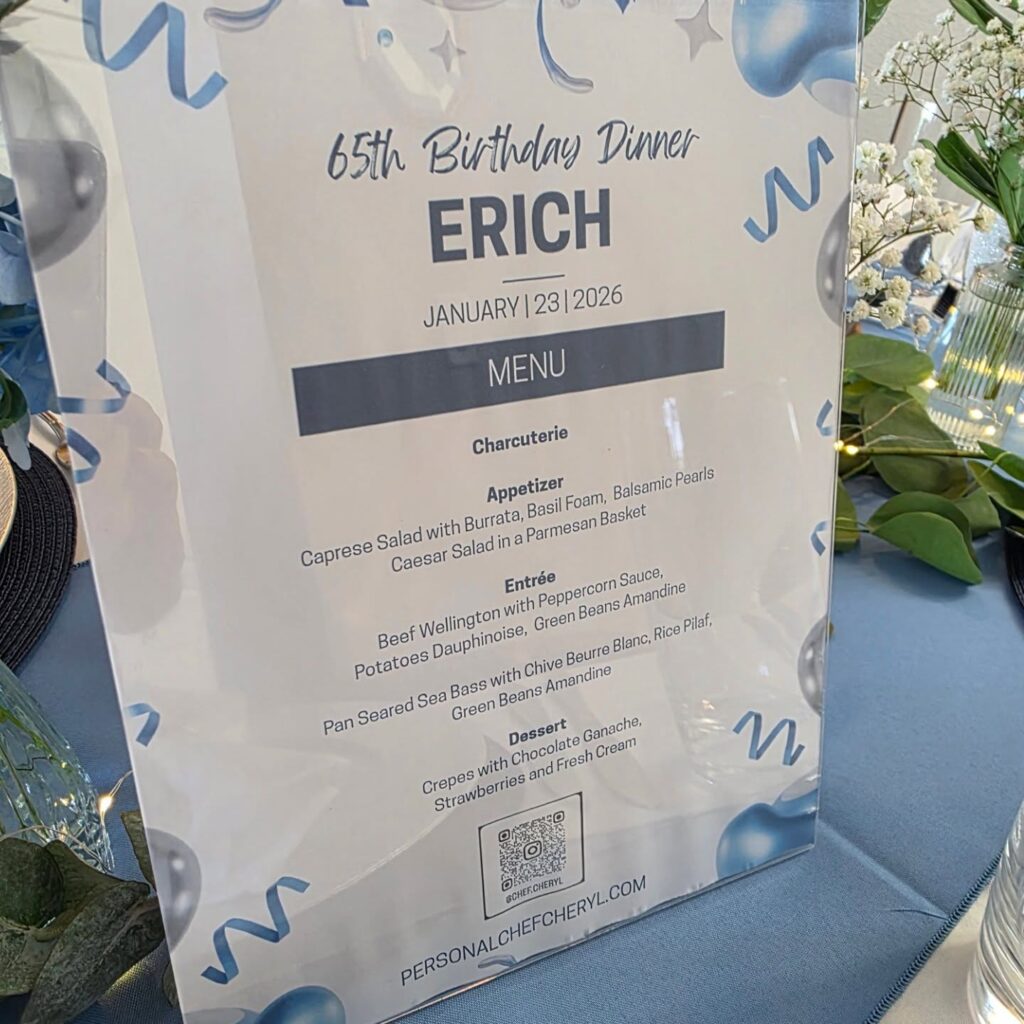 65th Birthday Dinner
ERICH
JANUARY | 23 | 2026
MENU
Charcuterie
Appetizer
Caprese Salad with Burrata, Basil Foam, Balsamic Pearls
Caesar Salad in a Parmesan Basket
Entrée
Beef Wellington with Peppercorn Sauce,
Potatoes Dauphinoise, Green Beans Amandine
Pan Seared Sea Bass with Chive Beurre Blanc, Rice Pilaf,
Green Beans Amandine
Dessert
Crepes with Chocolate Ganache,
Strawberries and Fresh Cream
@CHEF.CHERYL
PERSONALCHEFCHERYL.COM